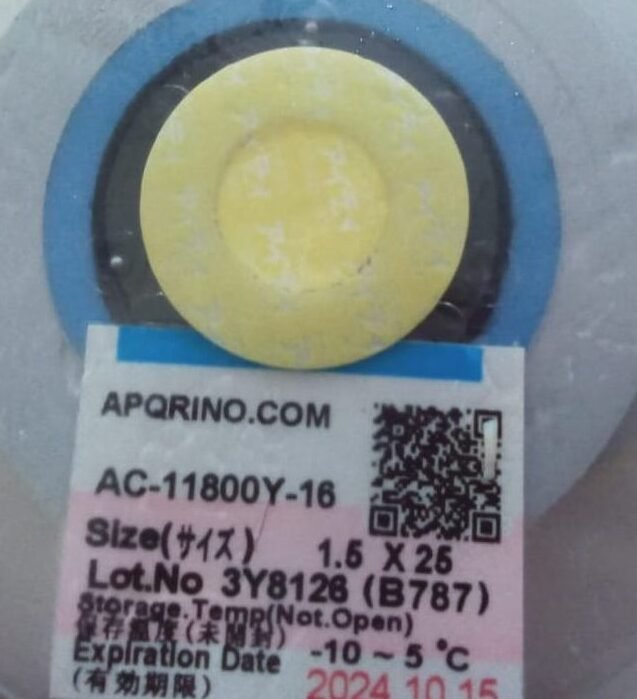 APQRINO.COM
AC-11800Y-16
Size(サイズ) 1.5 X 25
Lot.No 3Y8126 (B787)
Storage.Temp(Not.Open)
保存温度(未開封)
-10 ~ 5 °C
Expiration Date
(有効期限) 2024.10.15